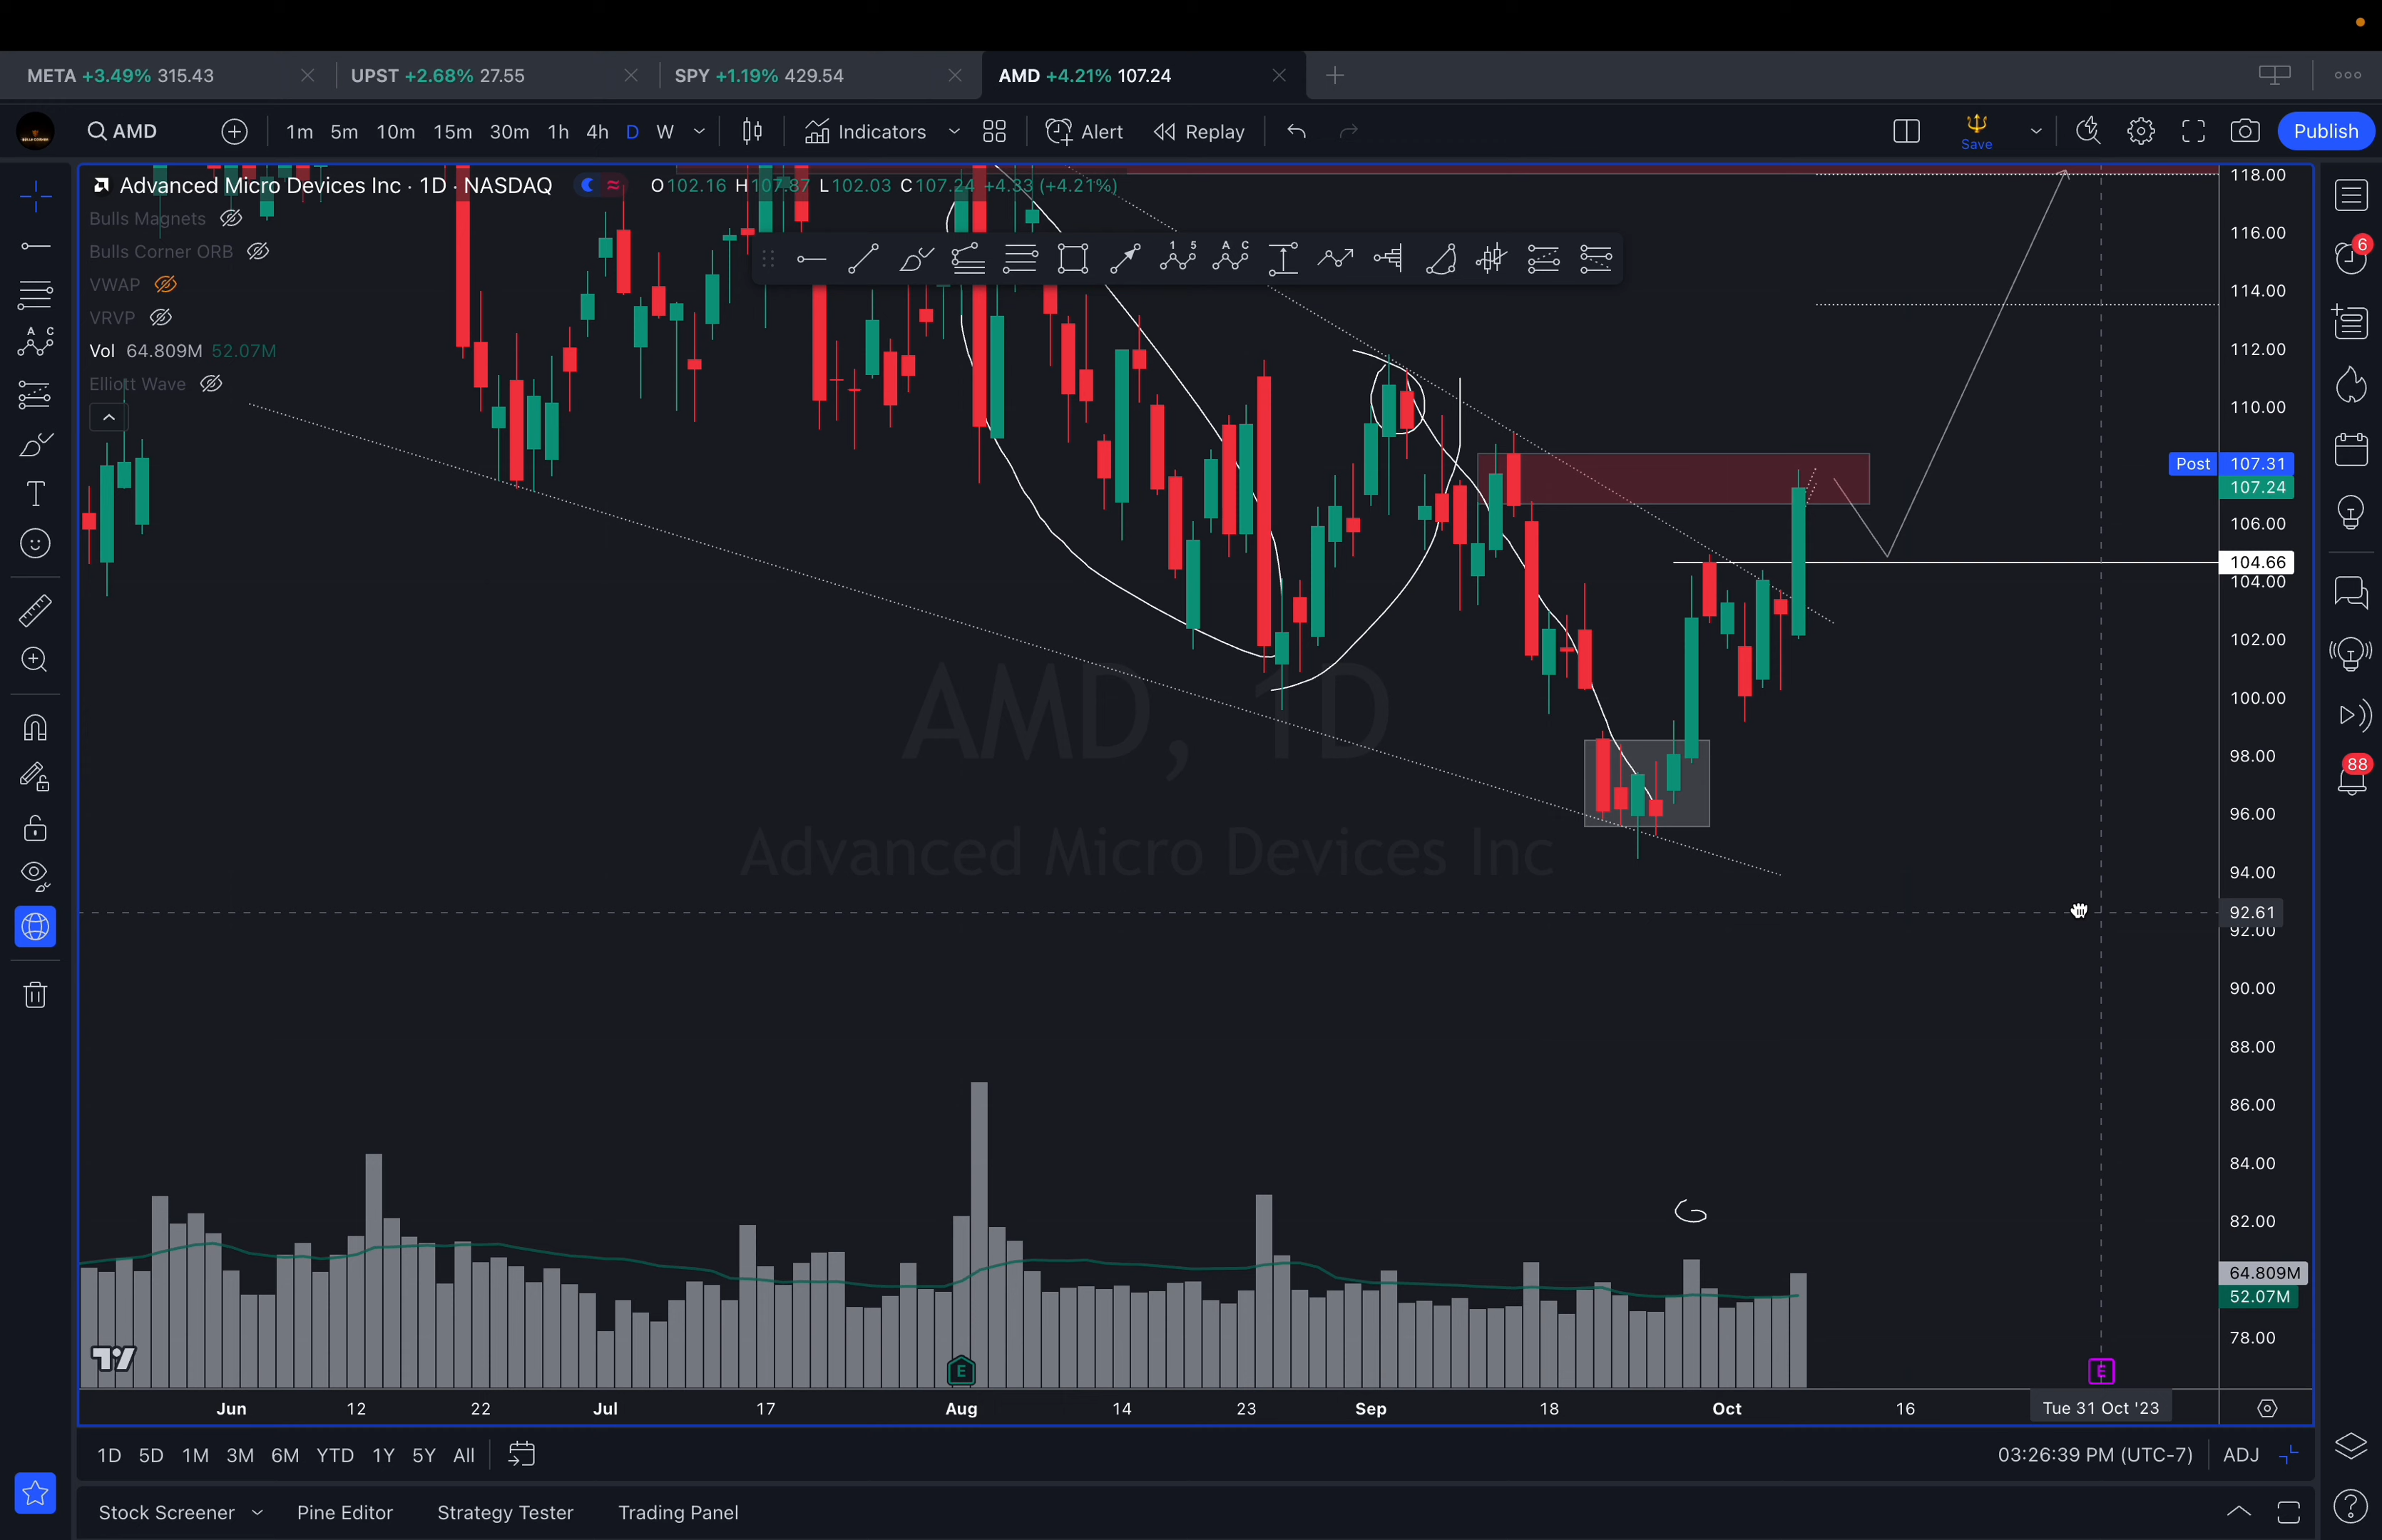 META +3.49% 315.43
UPST +2.68% 27.55
SPY +1.19% 429.54
AMD +4.21% 107.24
AMD 1m 5m 10m 15m 30m 1h 4h D W Indicators Alert Replay Save Publish
Advanced Micro Devices Inc · 1D · NASDAQ O102.16 H107.87 L102.03 C107.24 +4.33 (+4.21%)
Bulls Magnets
Bulls Corner ORB
VWAP
VRVP
Vol 64.809M 52.07M
Elliott Wave
1 5
A C
A C
T
AMD, 1D
Advanced Micro Devices Inc
118.00
116.00
114.00
112.00
110.00
Post 107.31
107.24
106.00
104.66
104.00
102.00
100.00
98.00
96.00
94.00
92.61
92.00
90.00
88.00
86.00
84.00
82.00
64.809M
52.07M
78.00
6
88
E
E
Jun 12 22 Jul 17 Aug 14 23 Sep 18 Oct 16 Tue 31 Oct '23
1D 5D 1M 3M 6M YTD 1Y 5Y All 03:26:39 PM (UTC-7) ADJ
Stock Screener Pine Editor Strategy Tester Trading Panel